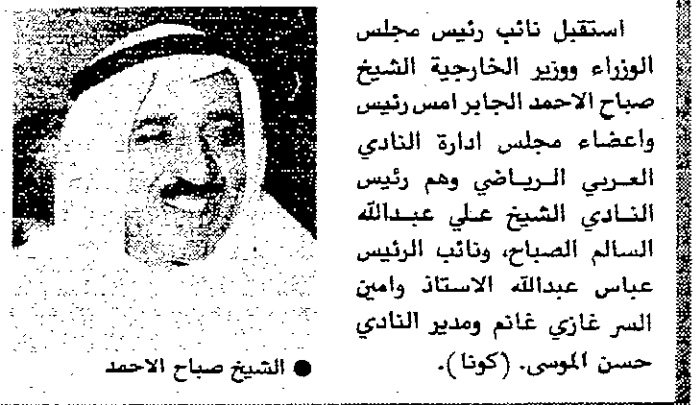 استقبل نائب رئيس مجلس
الوزراء ووزير الخارجية الشيخ
صباح الاحمد الجابر امس رئيس
واعضاء مجلس ادارة النادي
العربي الرياضي وهم رئيس
النادي الشيخ علي عبدالله
السالم الصباح، ونائب الرئيس
عباس عبدالله الاستاذ وامين
السر غازي غانم ومدير النادي
حسن الموسى. (كونا).
● الشيخ صباح الاحمد